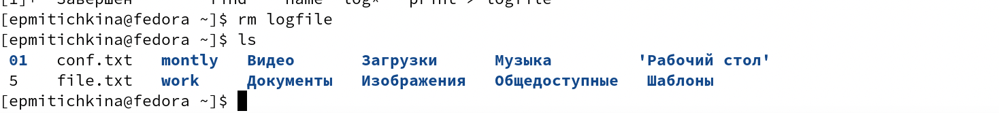 [epmitichkina@fedora ~]$ rm logfile
[epmitichkina@fedora ~]$ ls
01 conf.txt montly Видео Загрузки Музыка 'Рабочий стол'
5 file.txt work Документы Изображения Общедоступные Шаблоны
[epmitichkina@fedora ~]$